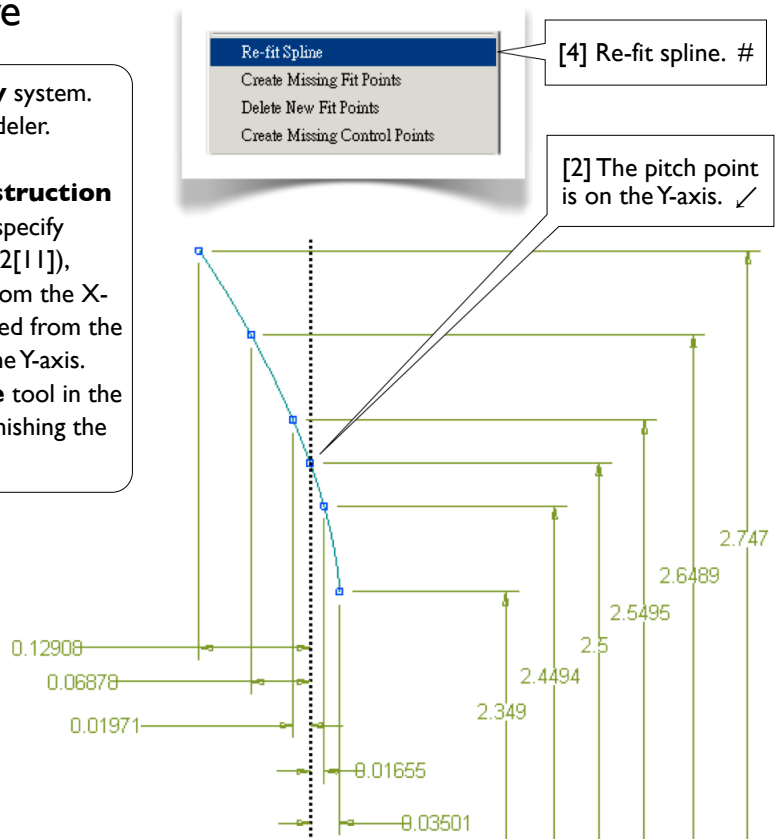 e
y system.
deler.
struction
specify
2[11]),
om the X-
ed from the
he Y-axis.
e tool in the
nishing the
Re-fit Spline
Create Missing Fit Points
Delete New Fit Points
Create Missing Control Points
[4] Re-fit spline. #
[2] The pitch point
is on the Y-axis. ↙
2.747
2.6489
2.5495
2.5
2.4494
2.349
0.12908
0.06878
0.01971
0.01655
0.03501